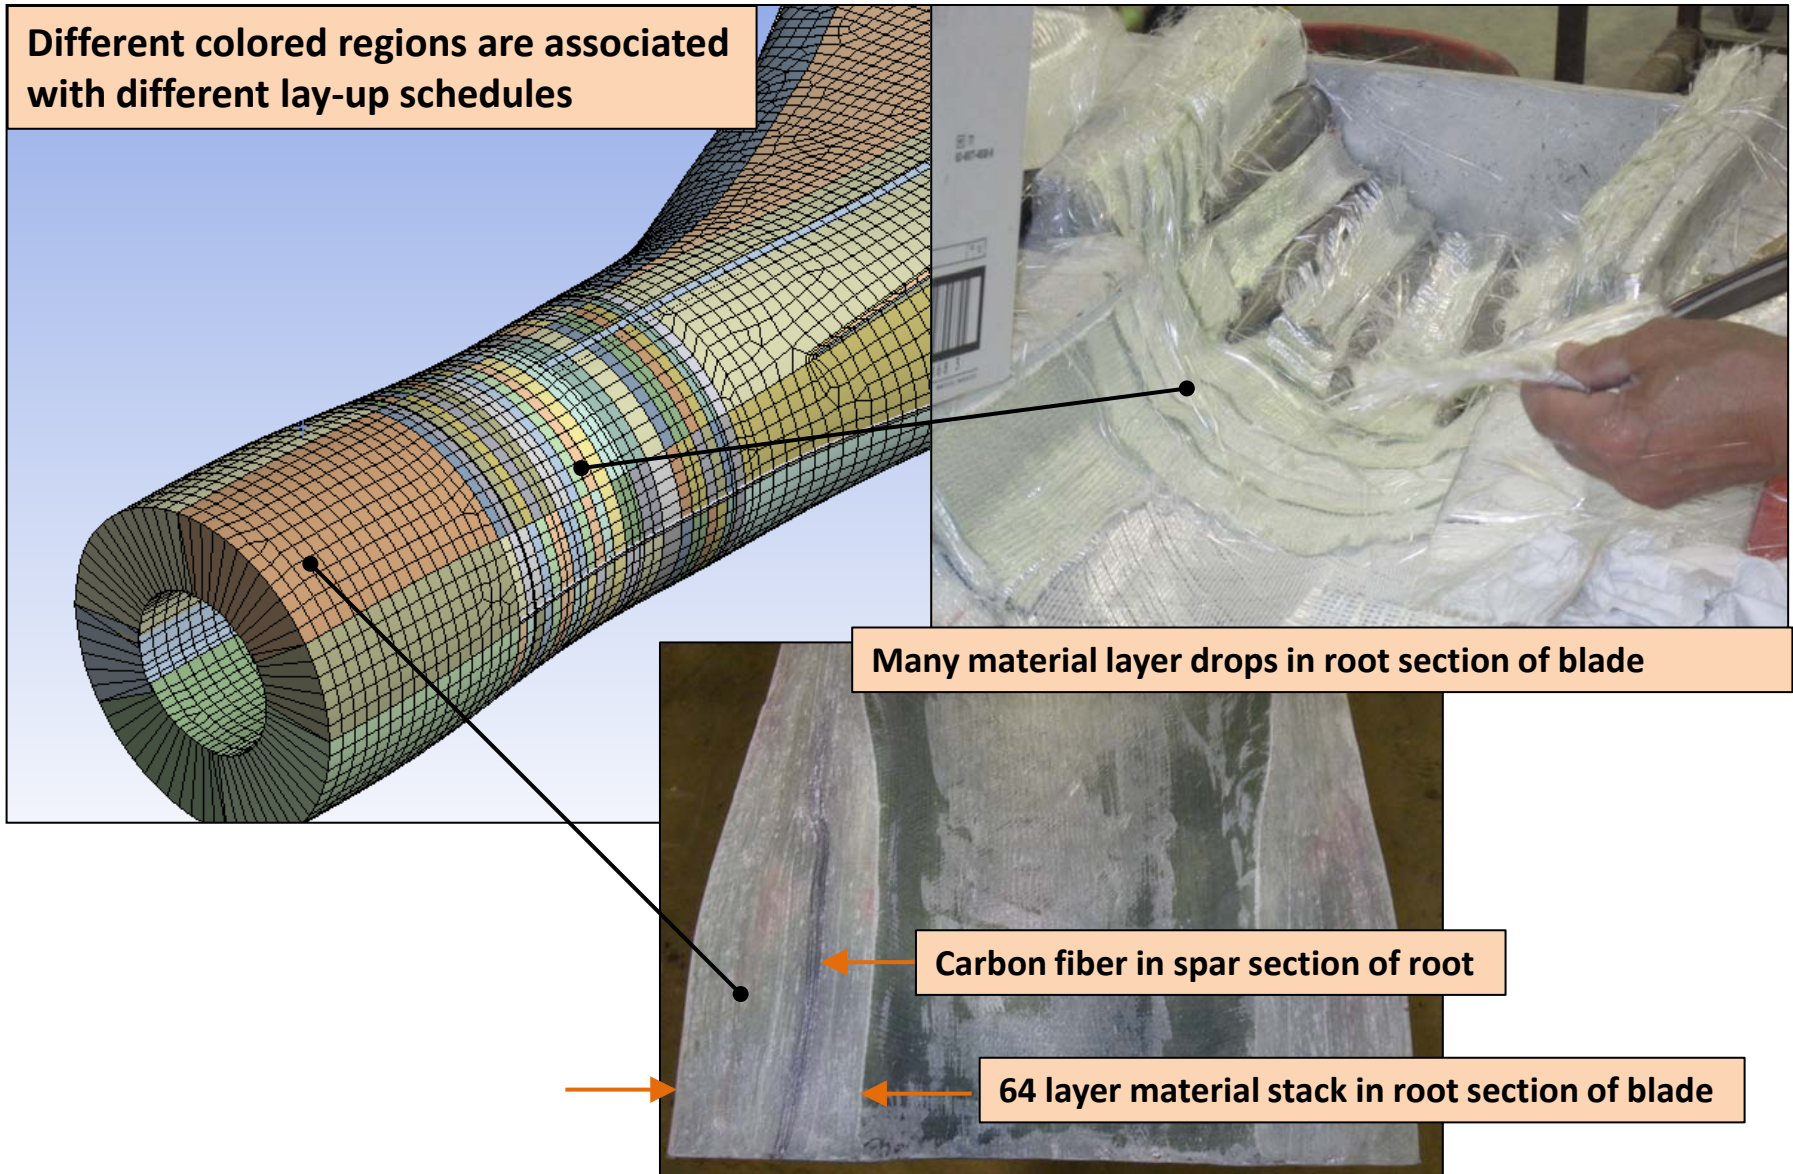 Different colored regions are associated
with different lay-up schedules
Many material layer drops in root section of blade
Carbon fiber in spar section of root
64 layer material stack in root section of blade